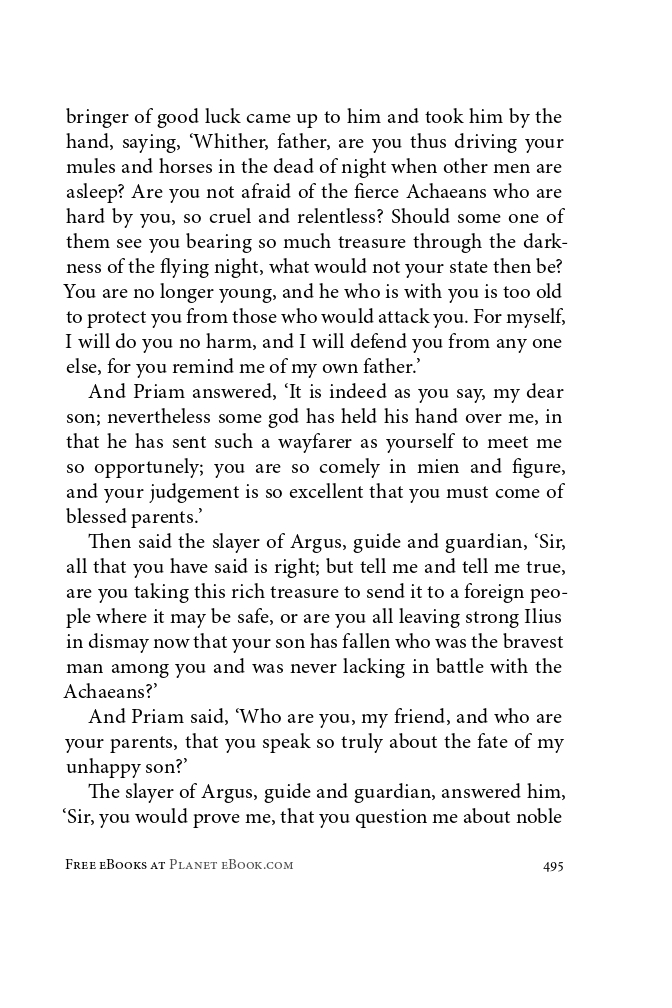 bringer of good luck came up to him and took him by the
hand, saying, ‘Whither, father, are you thus driving your
mules and horses in the dead of night when other men are
asleep? Are you not afraid of the fierce Achaeans who are
hard by you, so cruel and relentless? Should some one of
them see you bearing so much treasure through the dark-
ness of the flying night, what would not your state then be?
You are no longer young, and he who is with you is too old
to protect you from those who would attack you. For myself,
I will do you no harm, and I will defend you from any one
else, for you remind me of my own father.’
And Priam answered, ‘It is indeed as you say, my dear
son; nevertheless some god has held his hand over me, in
that he has sent such a wayfarer as yourself to meet me
so opportunely; you are so comely in mien and figure,
and your judgement is so excellent that you must come of
blessed parents.’
Then said the slayer of Argus, guide and guardian, ‘Sir,
all that you have said is right; but tell me and tell me true,
are you taking this rich treasure to send it to a foreign peo-
ple where it may be safe, or are you all leaving strong Ilius
in dismay now that your son has fallen who was the bravest
man among you and was never lacking in battle with the
Achaeans?’
And Priam said, ‘Who are you, my friend, and who are
your parents, that you speak so truly about the fate of my
unhappy son?’
The slayer of Argus, guide and guardian, answered him,
‘Sir, you would prove me, that you question me about noble
Free eBooks at Planet eBook.com 495